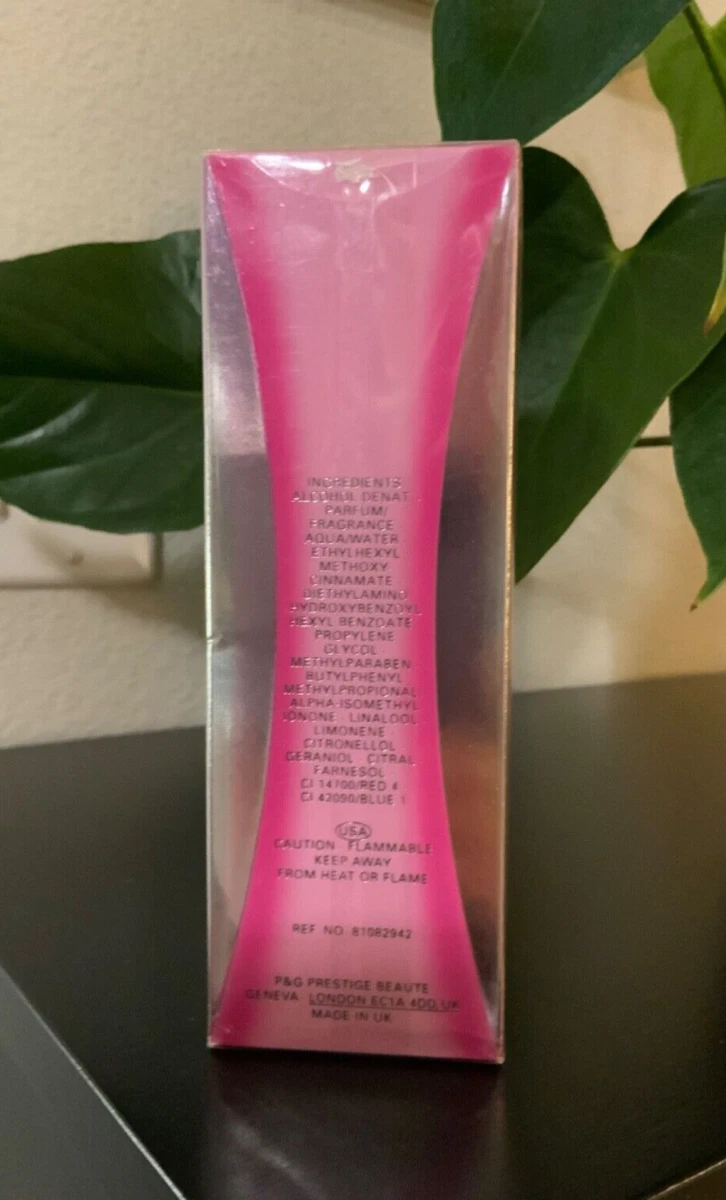 INGREDIENTS
ALCOHOL DENAT ·
PARFUM/
FRAGRANCE
AQUA/WATER
ETHYLHEXYL
METHOXY
CINNAMATE
DIETHYLAMINO
HYDROXYBENZOYL
HEXYL BENZOATE
PROPYLENE
GLYCOL
METHYLPARABEN
BUTYLPHENYL
METHYLPROPIONAL
ALPHA-ISOMETHYL
IONONE · LINALOOL
LIMONENE
CITRONELLOL
GERANIOL · CITRAL
FARNESOL
CI 14700/RED 4
CI 42090/BLUE 1
USA
CAUTION · FLAMMABLE
KEEP AWAY
FROM HEAT OR FLAME
REF. NO. 81082942
P&G PRESTIGE BEAUTE
GENEVA · LONDON EC1A 4DD, UK
MADE IN UK